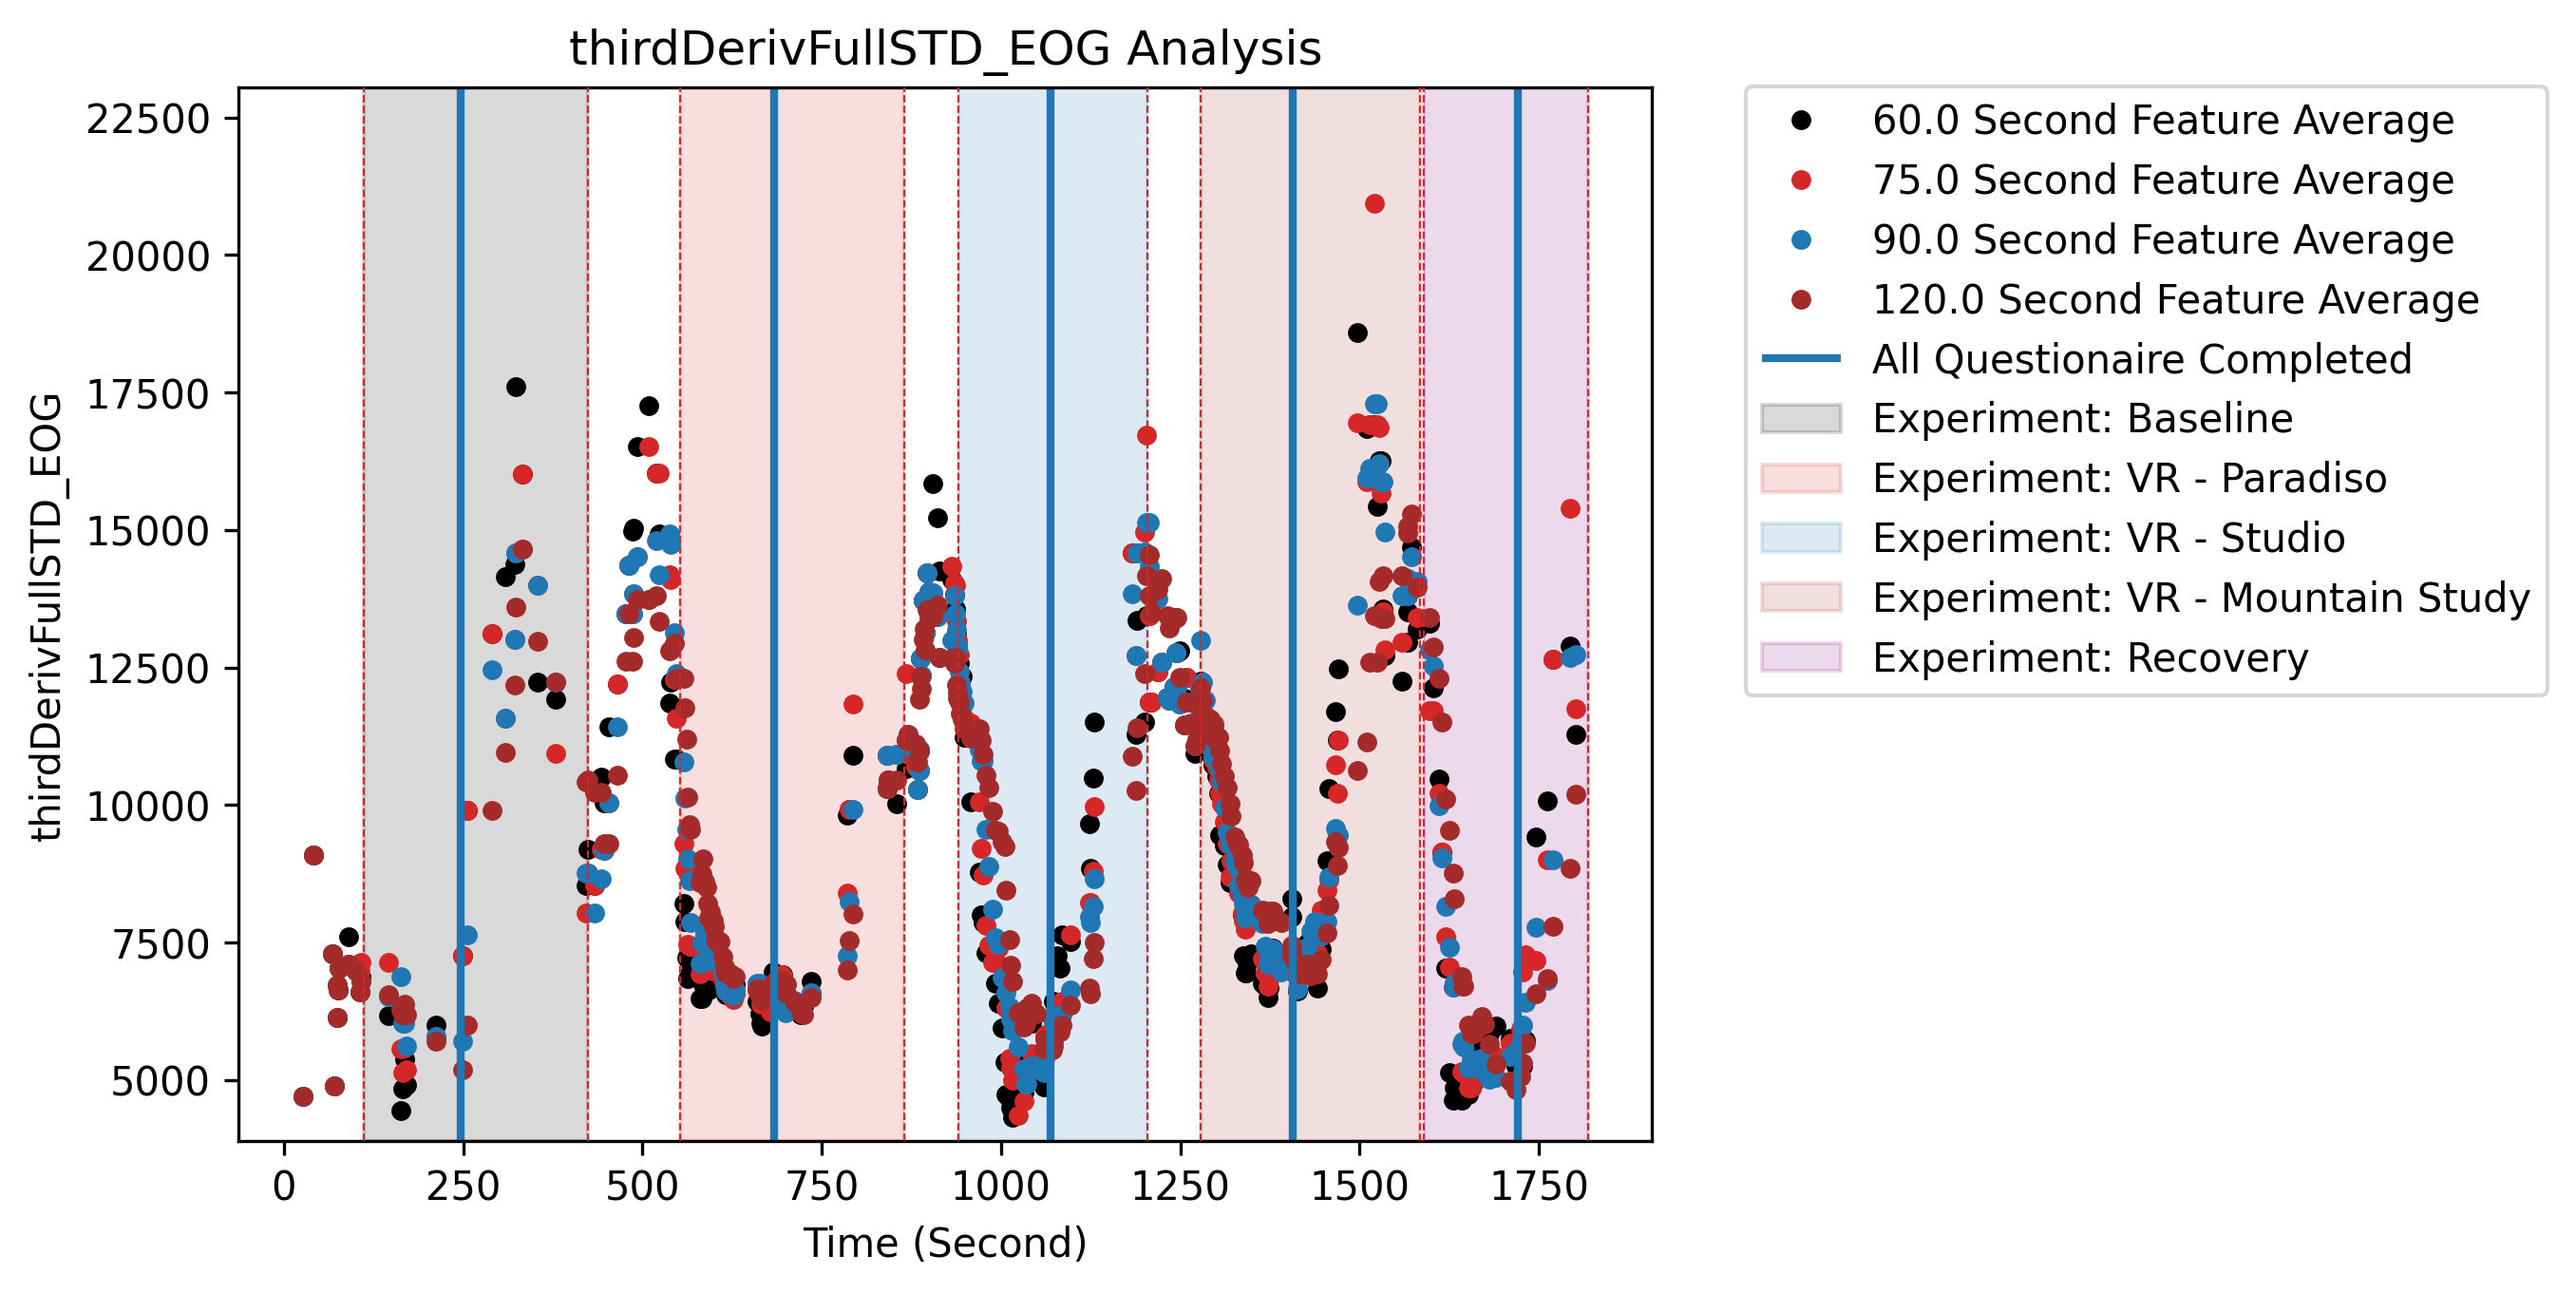 thirdDerivFullSTD_EOG Analysis
22500
20000
17500
15000
12500
10000
7500
5000
thirdDerivFullSTD_EOG
0 250 500 750 1000 1250 1500 1750
Time (Second)
60.0 Second Feature Average
75.0 Second Feature Average
90.0 Second Feature Average
120.0 Second Feature Average
All Questionaire Completed
Experiment: Baseline
Experiment: VR - Paradiso
Experiment: VR - Studio
Experiment: VR - Mountain Study
Experiment: Recovery